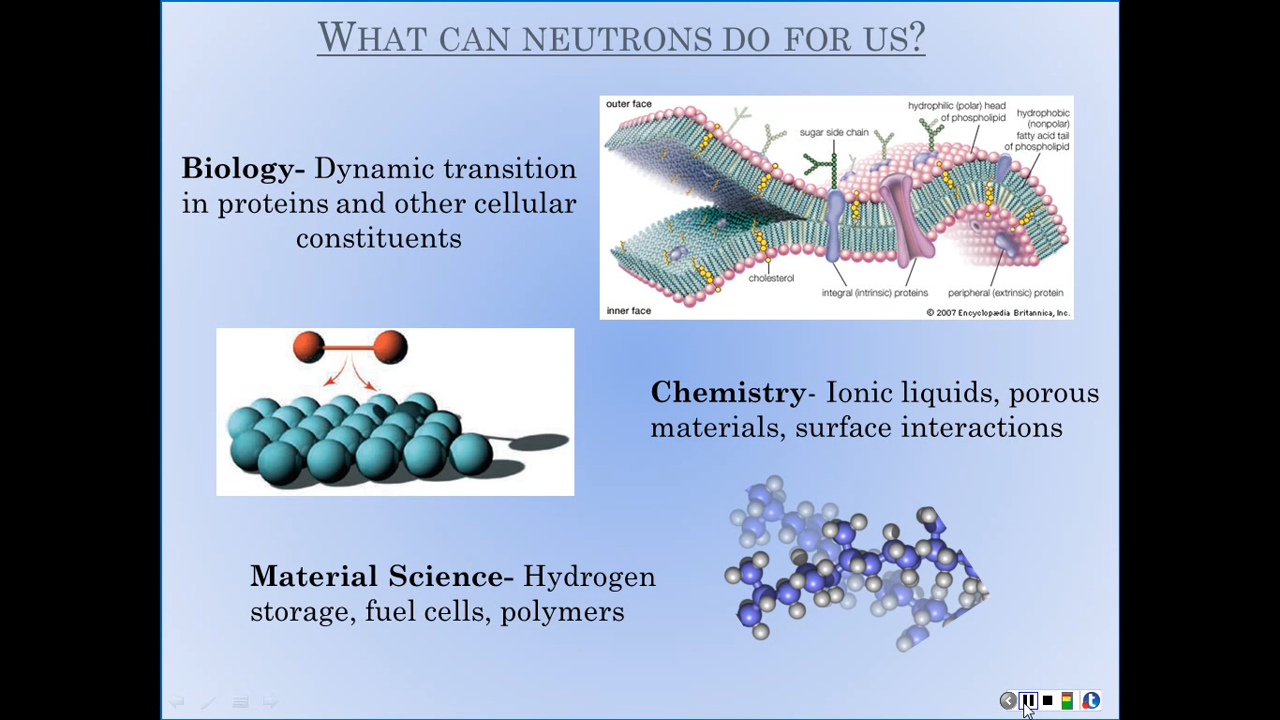 WHAT CAN NEUTRONS DO FOR US?
Biology- Dynamic transition
in proteins and other cellular
constituents
outer face
sugar side chain
hydrophilic (polar) head
of phospholipid
hydrophobic
(nonpolar)
fatty acid tail
of phospholipid
cholesterol
integral (intrinsic) proteins
peripheral (extrinsic) protein
inner face
© 2007 Encyclopædia Britannica, Inc.
Chemistry- Ionic liquids, porous
materials, surface interactions
Material Science- Hydrogen
storage, fuel cells, polymers